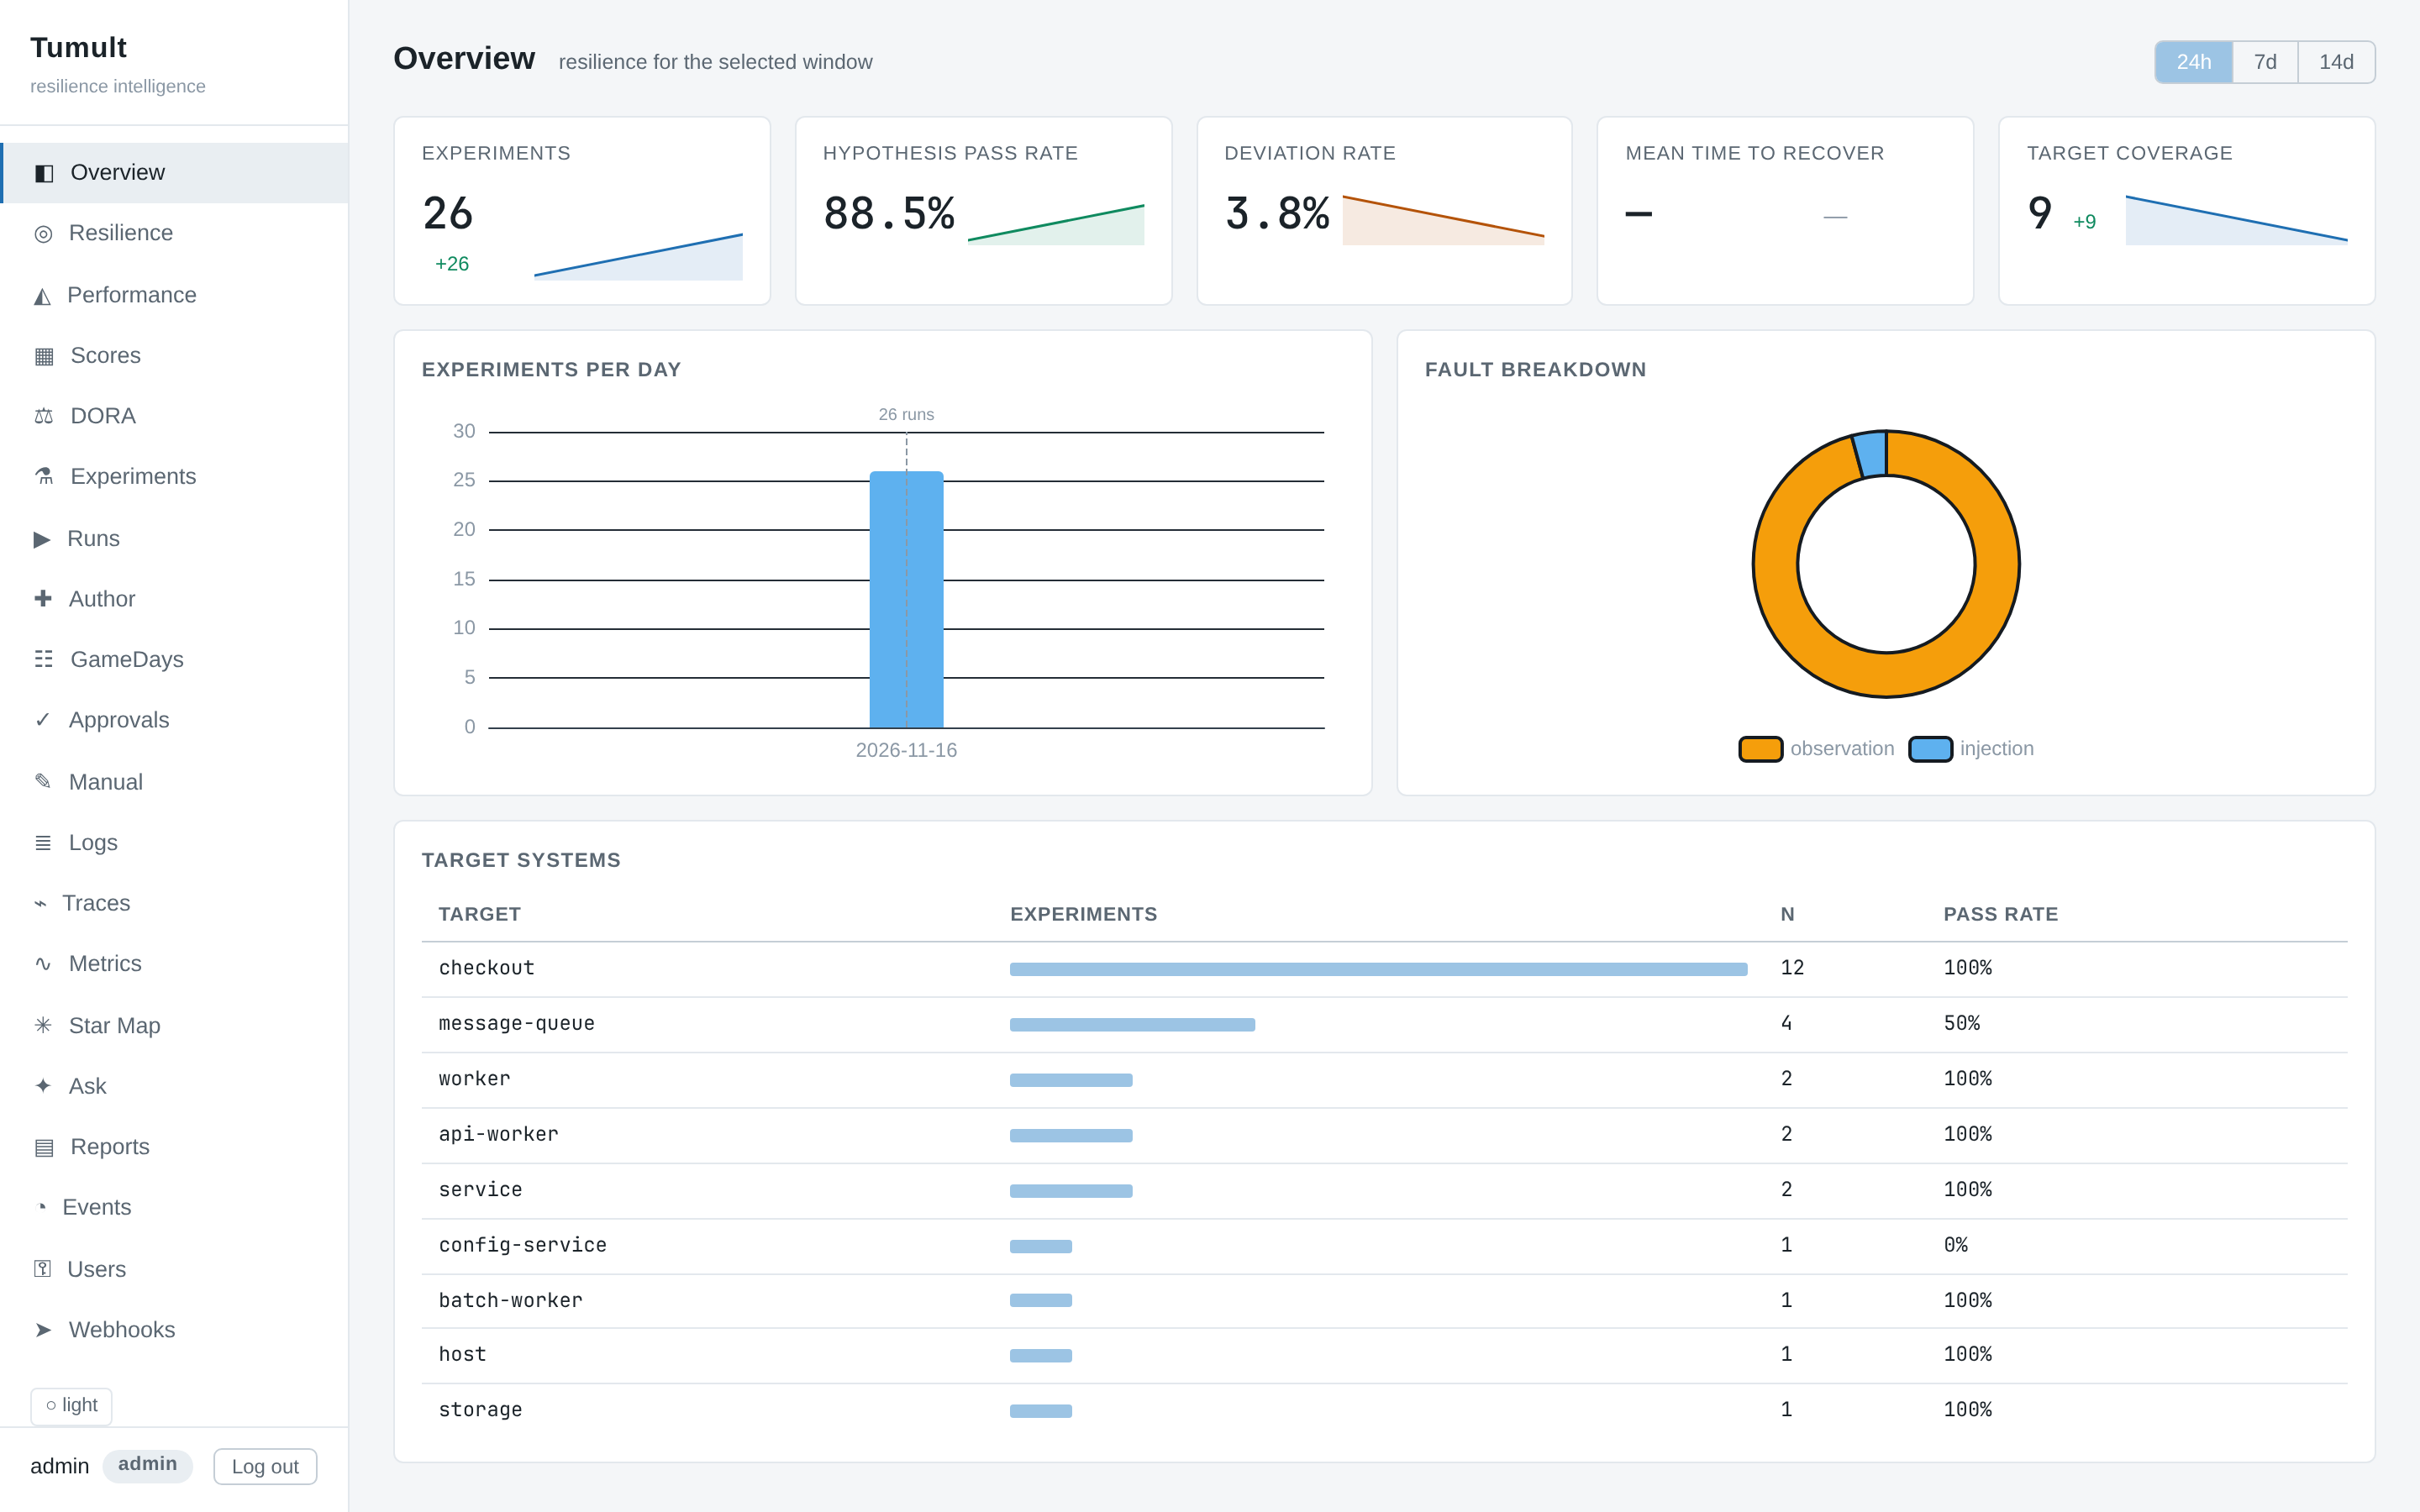 Tumult
resilience intelligence
Overview
Resilience
Performance
Scores
DORA
Experiments
Runs
Author
GameDays
Approvals
Manual
Logs
Traces
Metrics
Star Map
Ask
Reports
Events
Users
Webhooks
○ light
admin admin Log out
Overview resilience for the selected window
24h 7d 14d
EXPERIMENTS
26
+26
HYPOTHESIS PASS RATE
88.5%
DEVIATION RATE
3.8%
MEAN TIME TO RECOVER
— —
TARGET COVERAGE
9 +9
EXPERIMENTS PER DAY
26 runs
30
25
20
15
10
5
0
2026-11-16
FAULT BREAKDOWN
observation injection
TARGET SYSTEMS
TARGET EXPERIMENTS N PASS RATE
checkout 12 100%
message-queue 4 50%
worker 2 100%
api-worker 2 100%
service 2 100%
config-service 1 0%
batch-worker 1 100%
host 1 100%
storage 1 100%